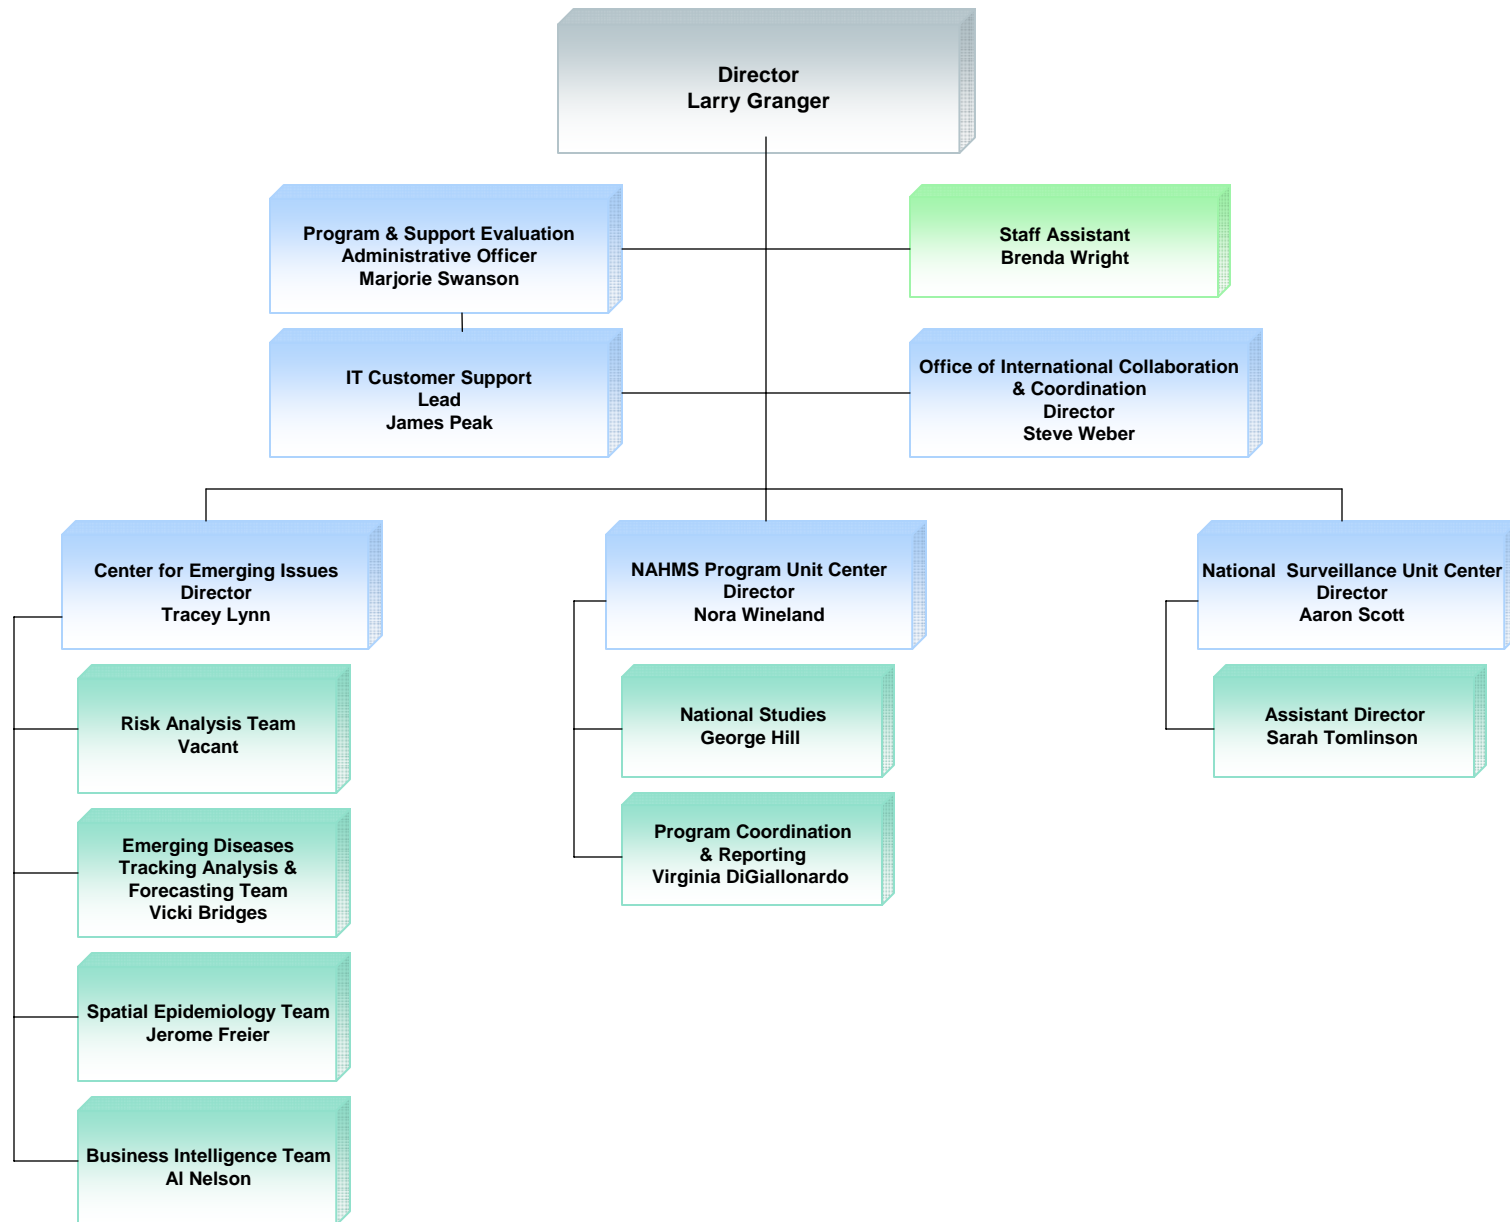 Director
Larry Granger
Program & Support Evaluation
Administrative Officer
Marjorie Swanson
Staff Assistant
Brenda Wright
IT Customer Support
Lead
James Peak
Office of International Collaboration
& Coordination
Director
Steve Weber
Center for Emerging Issues
Director
Tracey Lynn
NAHMS Program Unit Center
Director
Nora Wineland
National Surveillance Unit Center
Director
Aaron Scott
Risk Analysis Team
Vacant
National Studies
George Hill
Assistant Director
Sarah Tomlinson
Emerging Diseases
Tracking Analysis &
Forecasting Team
Vicki Bridges
Program Coordination
& Reporting
Virginia DiGiallonardo
Spatial Epidemiology Team
Jerome Freier
Business Intelligence Team
Al Nelson